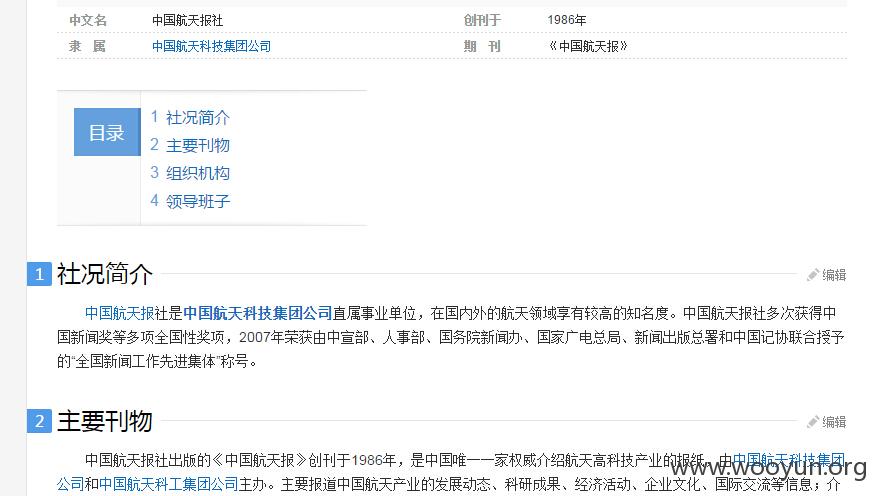 中文名 中国航天报社 创刊于 1986年
隶 属 中国航天科技集团公司 期 刊 《中国航天报》
目录
1 社况简介
2 主要刊物
3 组织机构
4 领导班子
1 社况简介 编辑
中国航天报社是中国航天科技集团公司直属事业单位，在国内外的航天领域享有较高的知名度。中国航天报社多次获得中
国新闻奖等多项全国性奖项，2007年荣获由中宣部、人事部、国务院新闻办、国家广电总局、新闻出版总署和中国记协联合授予
的“全国新闻工作先进集体”称号。
2 主要刊物 编辑
中国航天报社出版的《中国航天报》创刊于1986年，是中国唯一一家权威介绍航天高科技产业的报纸。由中国航天科技集团
公司和中国航天科工集团公司主办。主要报道中国航天产业的发展动态、科研成果、经济活动、企业文化、国际交流等信息；介
www.wooyun.org